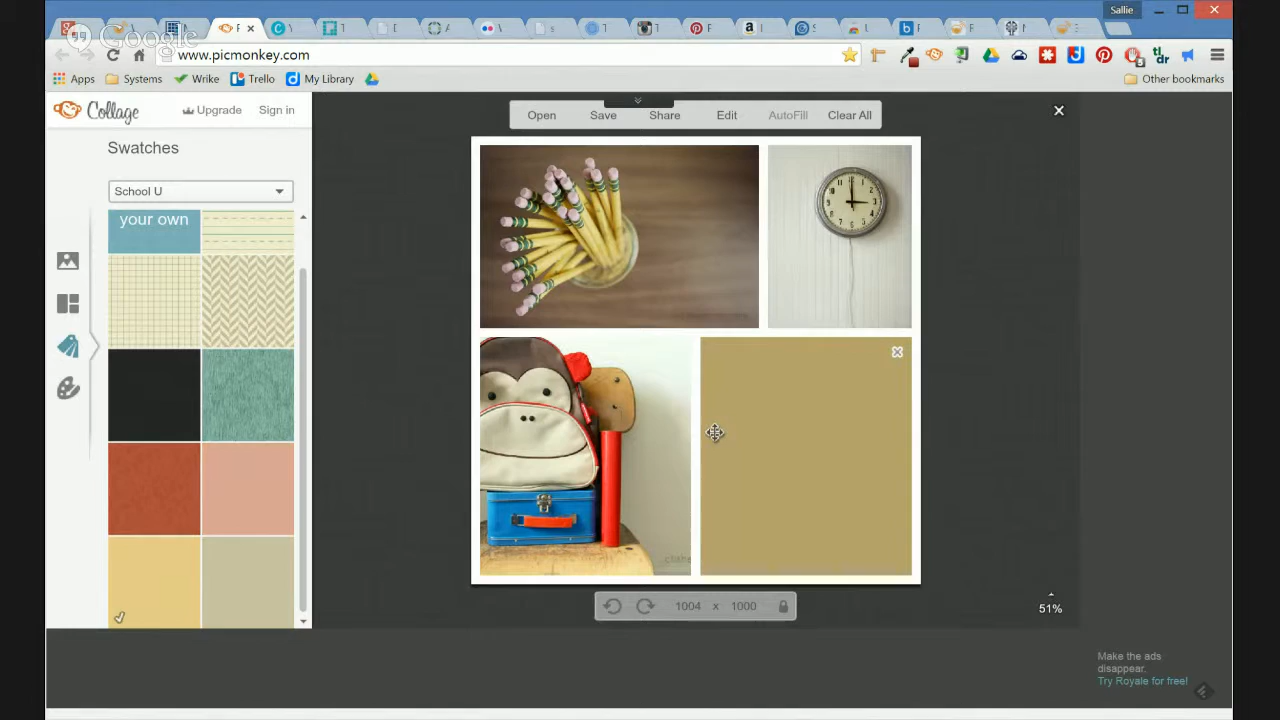 Sallie
Google
www.picmonkey.com
Apps Systems Wrike Trello My Library Other bookmarks
Collage Upgrade Sign in
Open Save Share Edit AutoFill Clear All
Swatches
School U
your own
1004 x 1000
51%
Make the ads
disappear.
Try Royale for free!